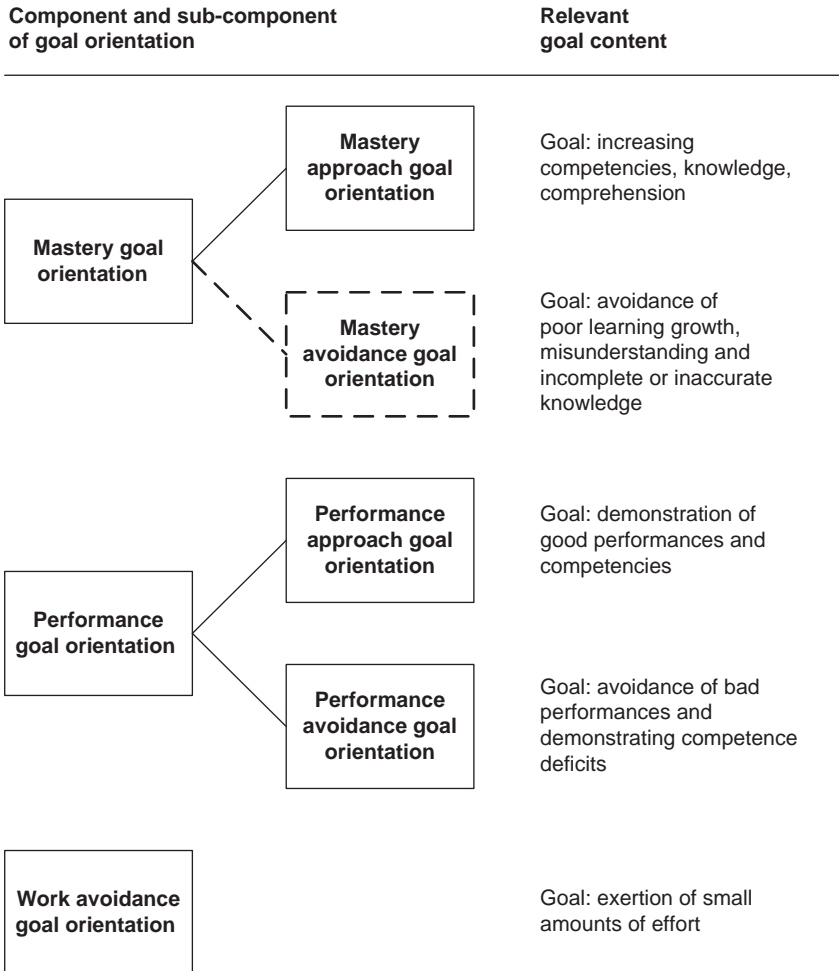 Component and sub-component
of goal orientation
Relevant
goal content
Mastery
approach goal
orientation
Goal: increasing
competencies, knowledge,
comprehension
Mastery goal
orientation
Mastery
avoidance goal
orientation
Goal: avoidance of
poor learning growth,
misunderstanding and
incomplete or inaccurate
knowledge
Performance
approach goal
orientation
Goal: demonstration of
good performances and
competencies
Performance
goal orientation
Performance
avoidance goal
orientation
Goal: avoidance of bad
performances and
demonstrating competence
deficits
Work avoidance
goal orientation
Goal: exertion of small
amounts of effort